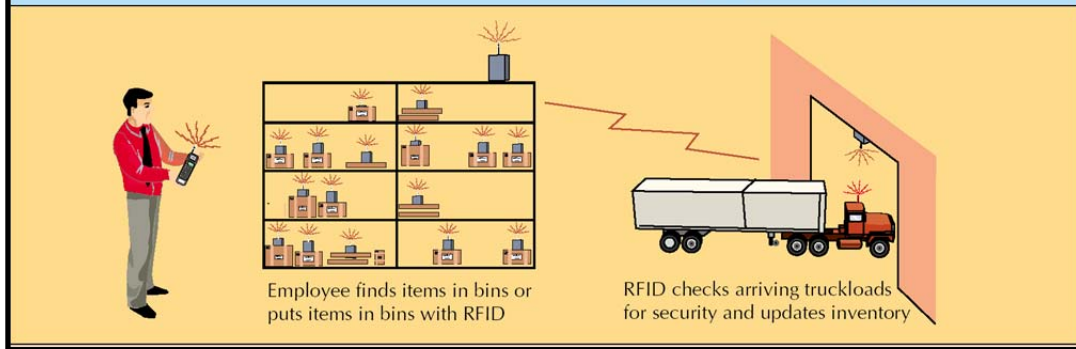 Employee finds items in bins or
puts items in bins with RFID
RFID checks arriving truckloads
for security and updates inventory